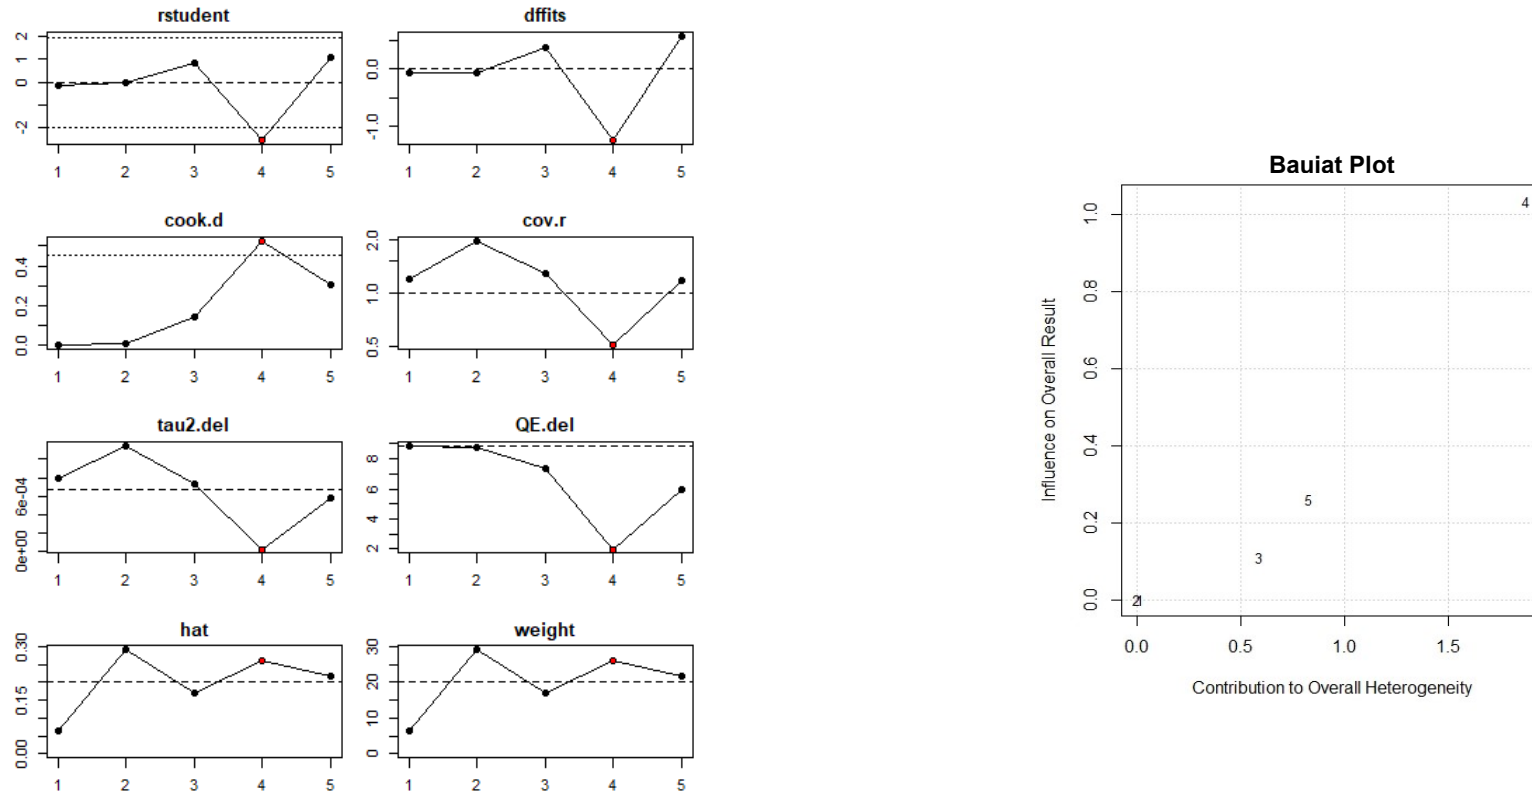 rstudent
2
1
0
-2
1 2 3 4 5
dffits
0.0
-1.0
1 2 3 4 5
cook.d
0.4
0.2
0.0
1 2 3 4 5
cov.r
2.0
1.0
0.5
1 2 3 4 5
tau2.del
6e-04
0e+00
1 2 3 4 5
QE.del
8
6
4
2
1 2 3 4 5
hat
0.30
0.15
0.00
1 2 3 4 5
weight
30
20
10
0
1 2 3 4 5
Bauiat Plot
Influence on Overall Result
1.0
0.8
0.6
0.4
0.2
0.0
4
5
3
2
1
0.0 0.5 1.0 1.5
Contribution to Overall Heterogeneity